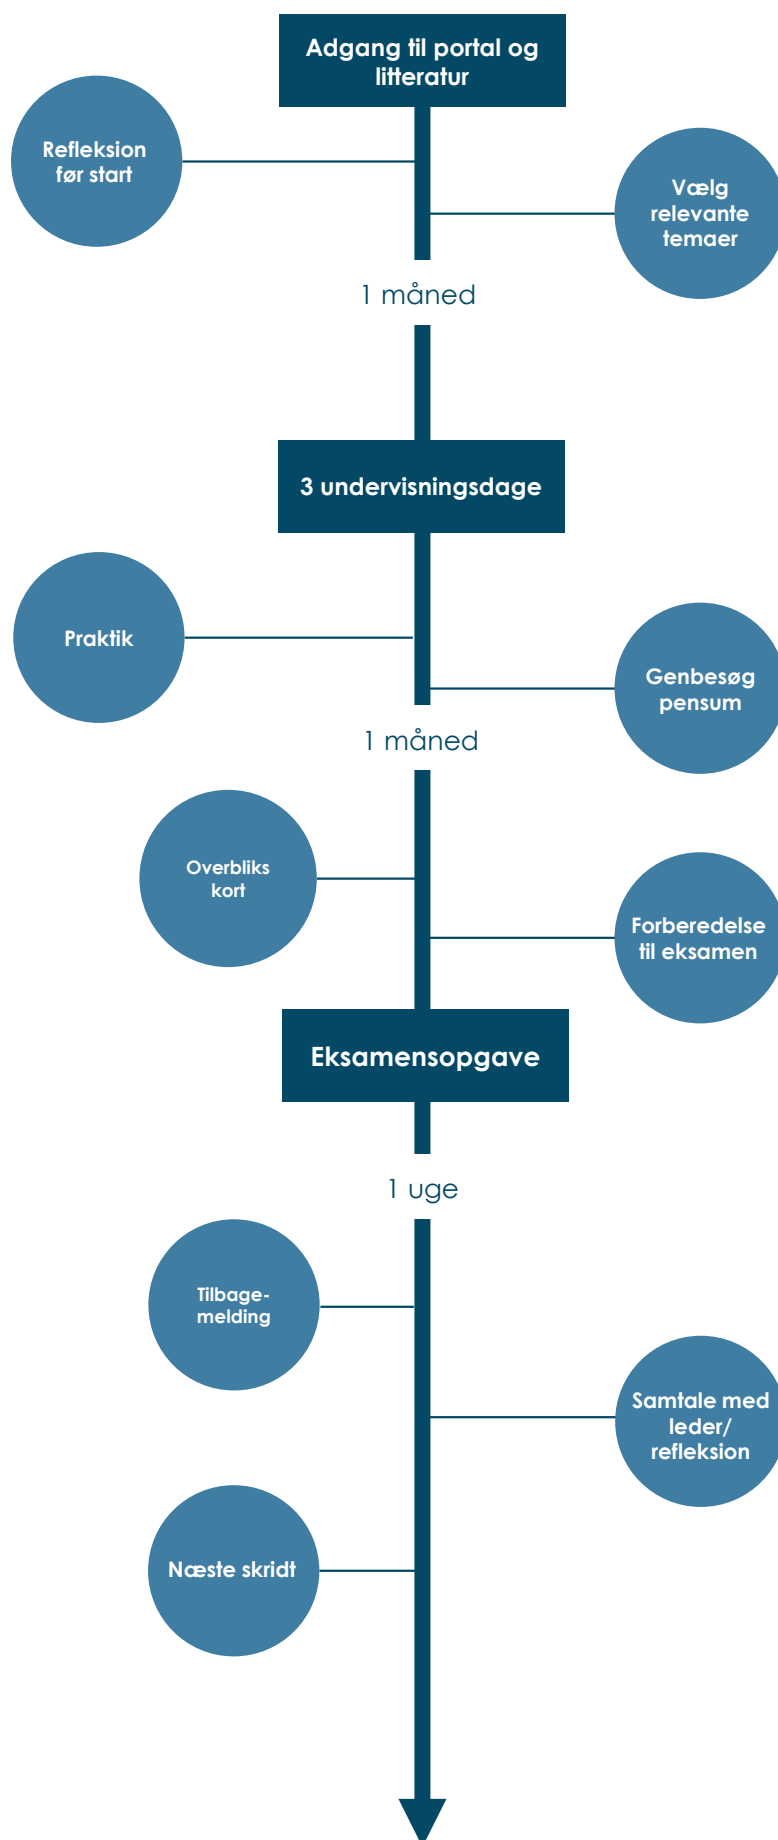 Adgang til portal og
litteratur
Refleksion
før start
Vælg
relevante
temaer
1 måned
3 undervisningsdage
Praktik
Genbesøg
pensum
1 måned
Overbliks
kort
Forberedelse
til eksamen
Eksamensopgave
1 uge
Tilbage-
melding
Samtale med
leder/
refleksion
Næste skridt